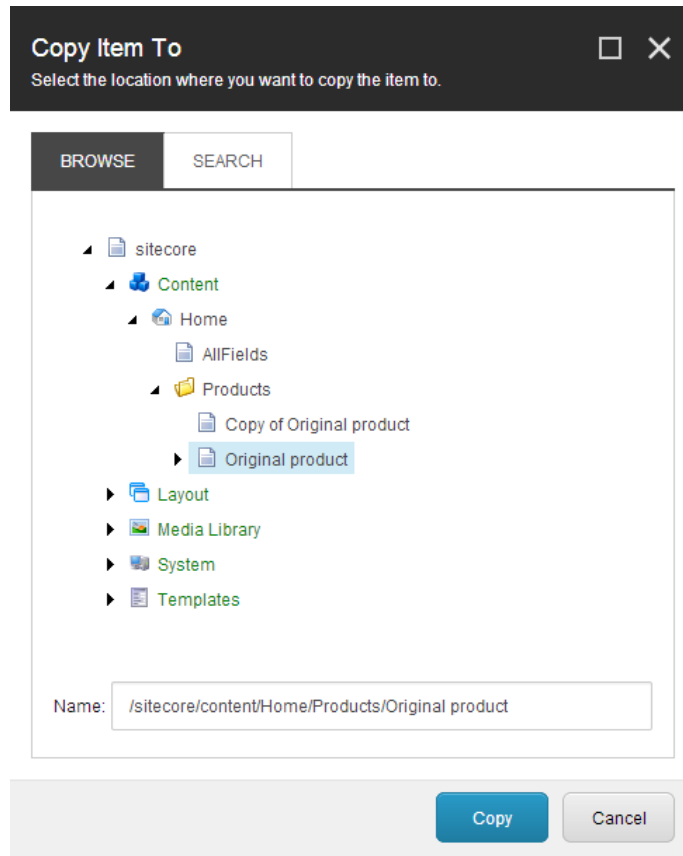 Copy Item To
Select the location where you want to copy the item to.
BROWSE SEARCH
sitecore
Content
Home
AllFields
Products
Copy of Original product
Original product
Layout
Media Library
System
Templates
Name: /sitecore/content/Home/Products/Original product
Copy Cancel